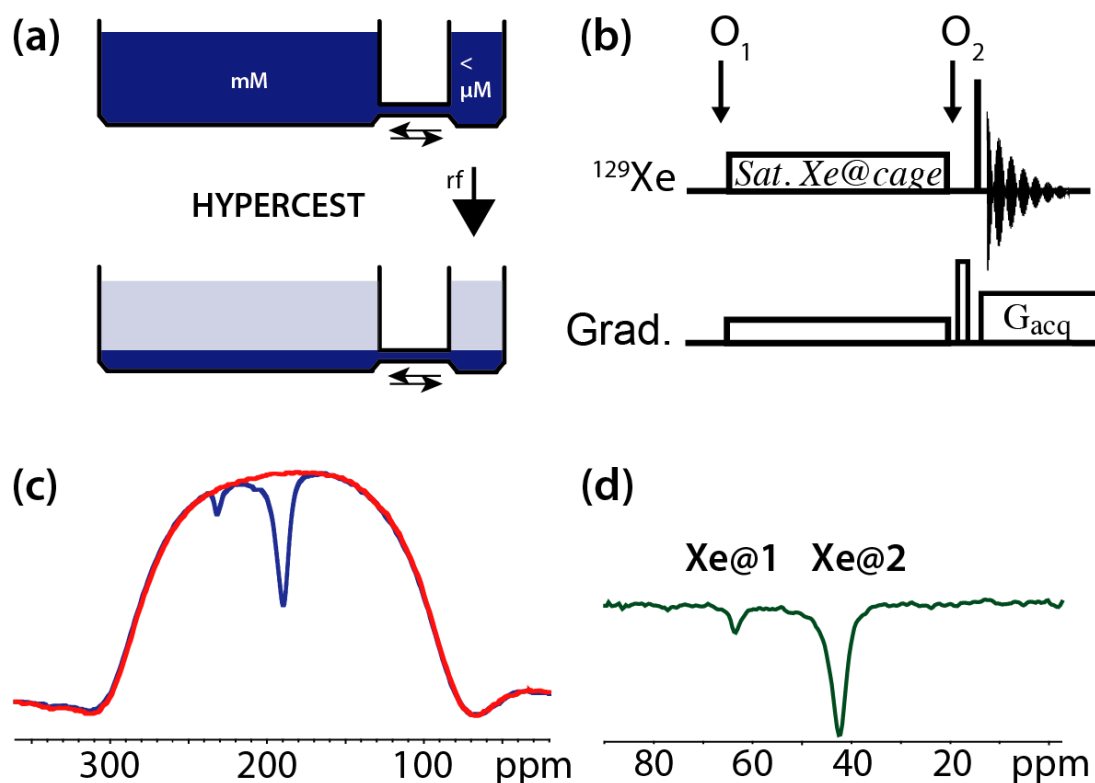 (a)
mM
<
µM
HYPERCEST
rf
(b)
O1
O2
129Xe
Sat. Xe@cage
Grad.
Gacq
(c)
300
200
100
ppm
(d)
Xe@1
Xe@2
80
60
40
20
ppm